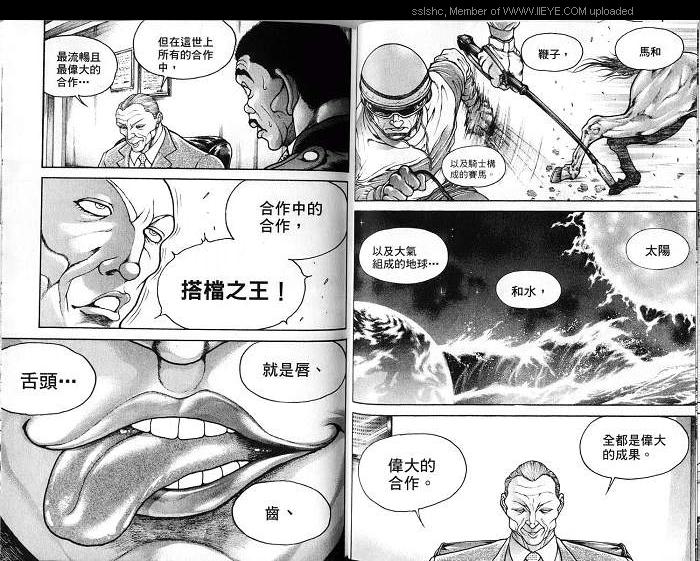 sslshc, Member of WWW.IIEYE.COM uploaded
馬和
鞭子，
以及騎士構
成的賽馬
太陽
和水，
以及大氣
組成的地球…
全都是偉大
的成果。
偉大的
合作。
但在這世上
所有的合作
中，
最流暢且
最偉大的
合作…
合作中的
合作，
搭檔之王！
就是唇、
舌頭…
齒、